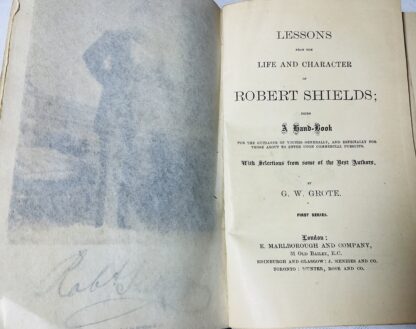 Robt Shields
LESSONS
FROM THE
LIFE AND CHARACTER
OF
ROBERT SHIELDS;
BEING
A Hand-Book
FOR THE GUIDANCE OF YOUTHS GENERALLY, AND ESPECIALLY FOR
THOSE ABOUT TO ENTER UPON COMMERCIAL PURSUITS.
With Selections from some of the Best Authors,
BY
G. W. GROTE.
FIRST SERIES.
London:
E. MARLBOROUGH AND COMPANY,
51 OLD BAILEY, E.C.
EDINBURGH AND GLASGOW: J. MENZIES AND CO.
TORONTO: HUNTER, ROSE AND CO.